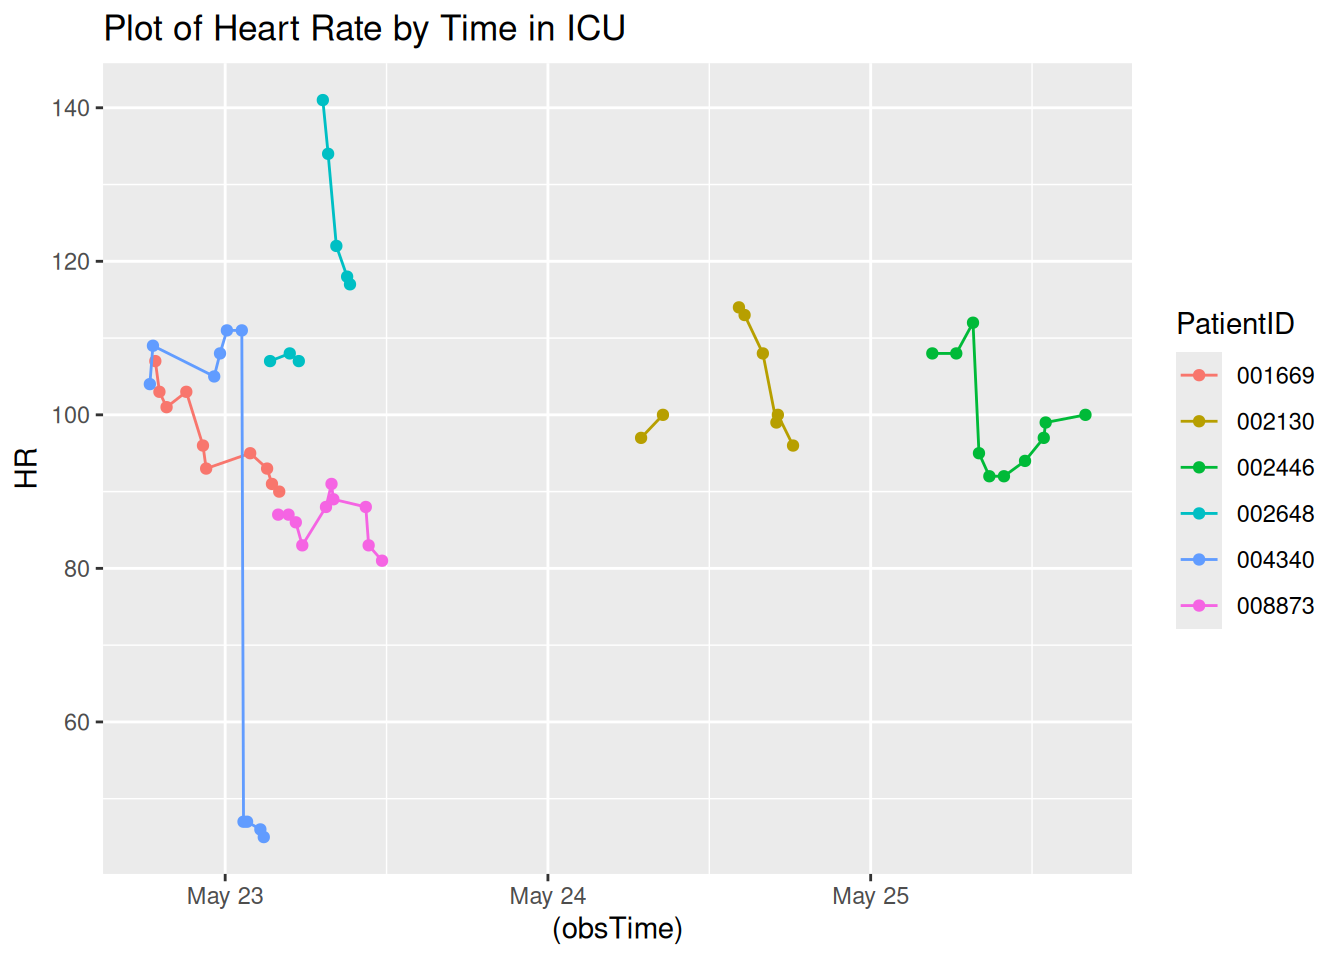 Plot of Heart Rate by Time in ICU
HR
140
120
100
80
60
May 23
May 24
May 25
(obsTime)
PatientID
001669
002130
002446
002648
004340
008873